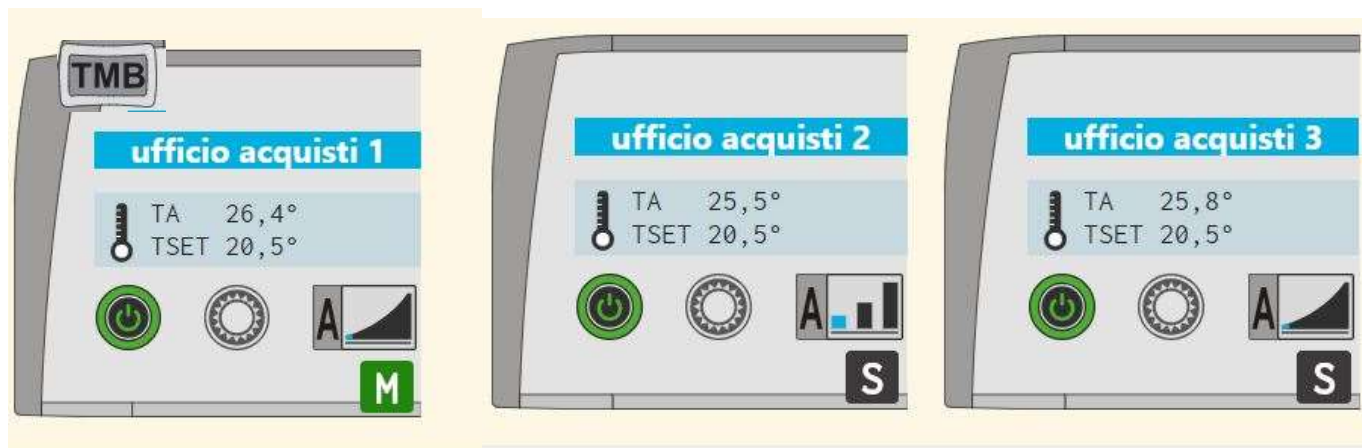 TMB
ufficio acquisti 1
TA 26,4°
TSET 20,5°
A
M
ufficio acquisti 2
TA 25,5°
TSET 20,5°
A
S
ufficio acquisti 3
TA 25,8°
TSET 20,5°
A
S